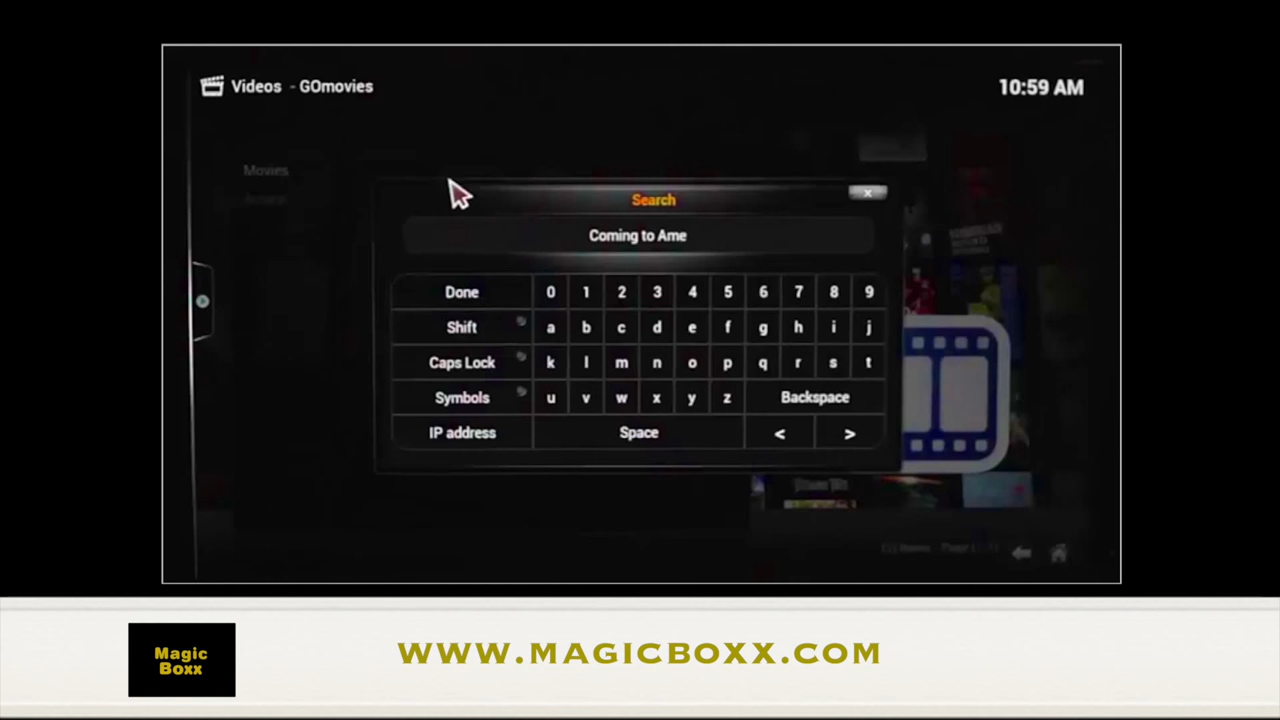 Videos - GOmovies
10:59 AM
Movies
Search
x
Coming to Ame
Done 0 1 2 3 4 5 6 7 8 9
Shift a b c d e f g h i j
Caps Lock k l m n o p q r s t
Symbols u v w x y z Backspace
IP address Space < >
Magic
Boxx
WWW.MAGICBOXX.COM